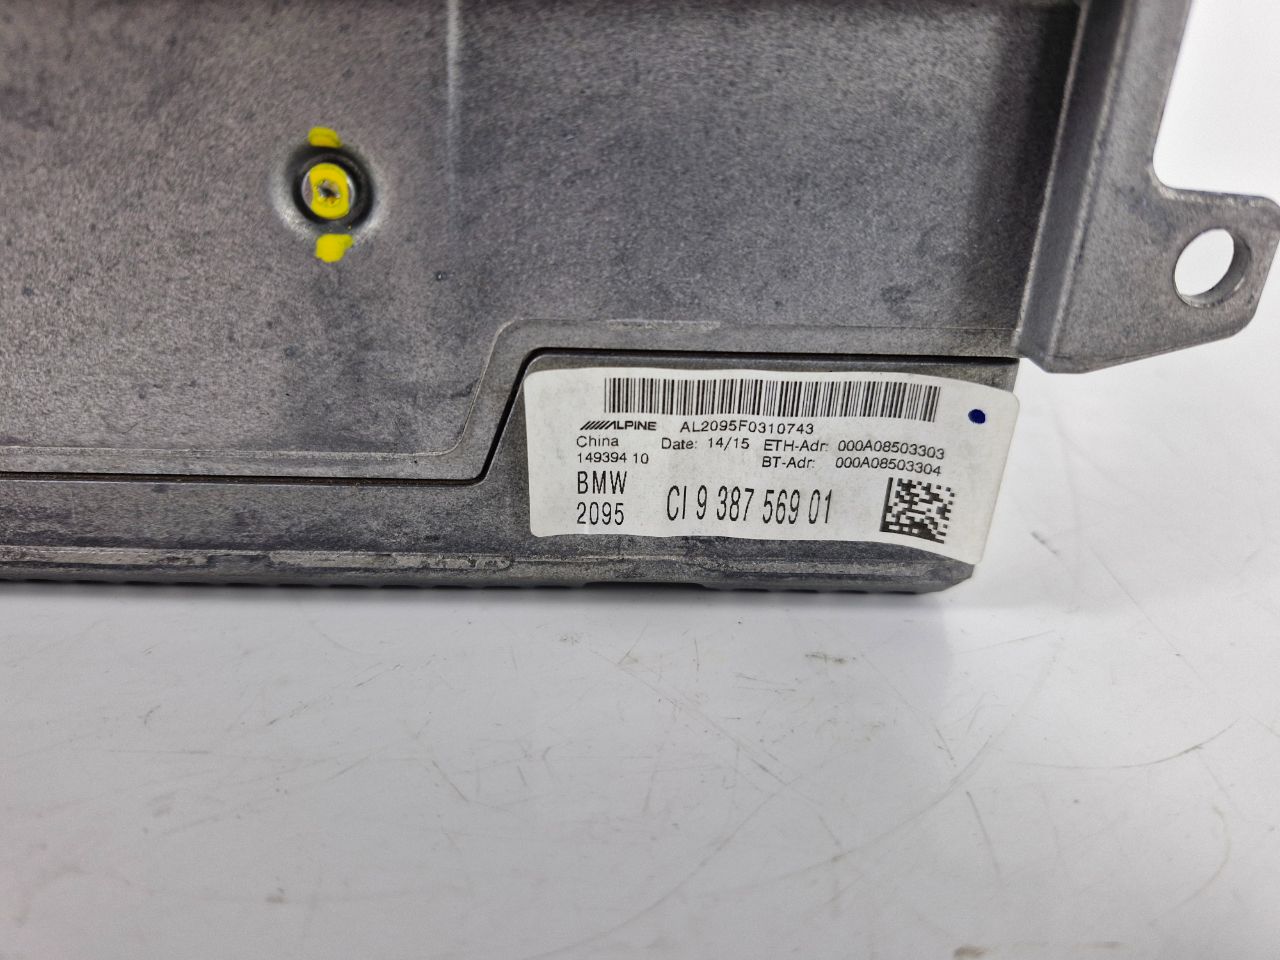 ALPINE AL2095F0310743
China Date: 14/15 ETH-Adr: 000A08503303
149394 10 BT-Adr: 000A08503304
BMW
2095 CI 9 387 569 01